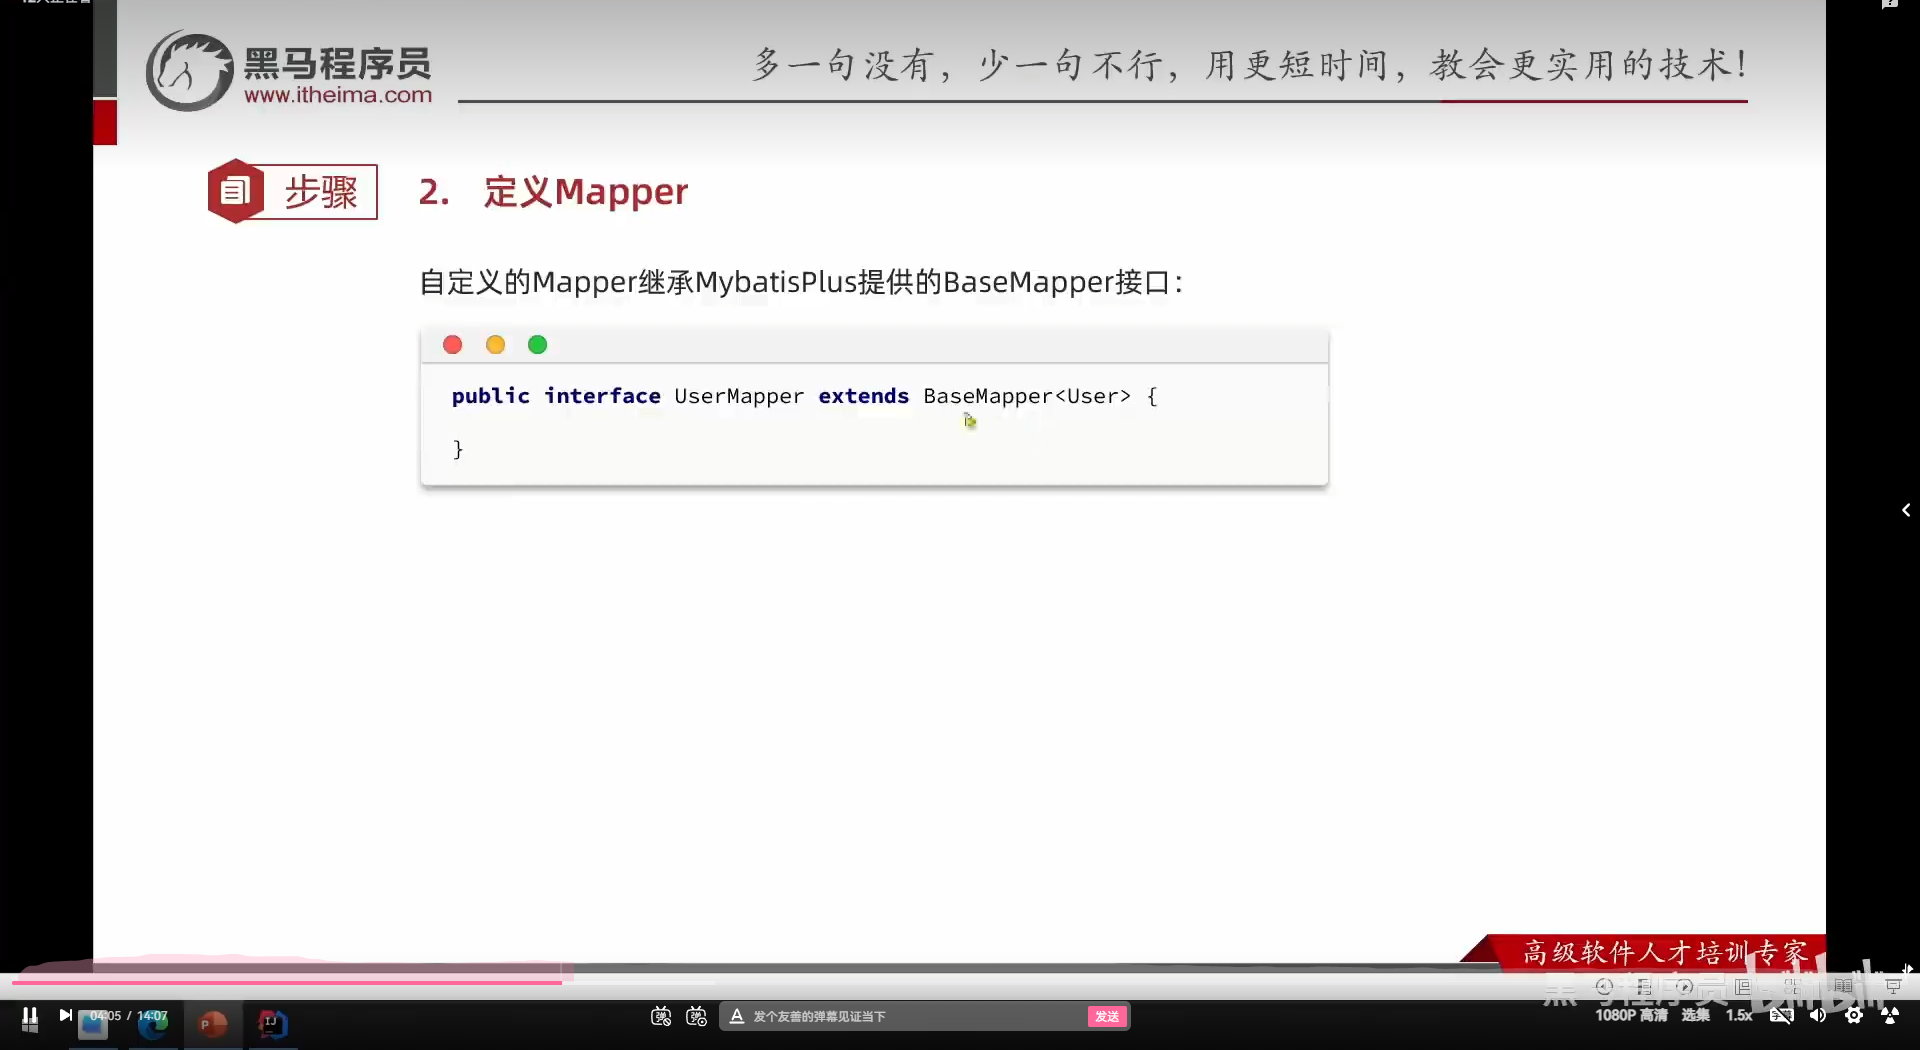 黑马程序员
www.itheima.com
多一句没有，少一句不行，用更短时间，教会更实用的技术！
步骤
2. 定义Mapper
自定义的Mapper继承MybatisPlus提供的BaseMapper接口：
public interface UserMapper extends BaseMapper<User> {
}
高级软件人才培训专家
黑马程序员
bilibili
04:05 / 14:07
发个友善的弹幕见证当下
发送
1080P 高清
选集
1.5x